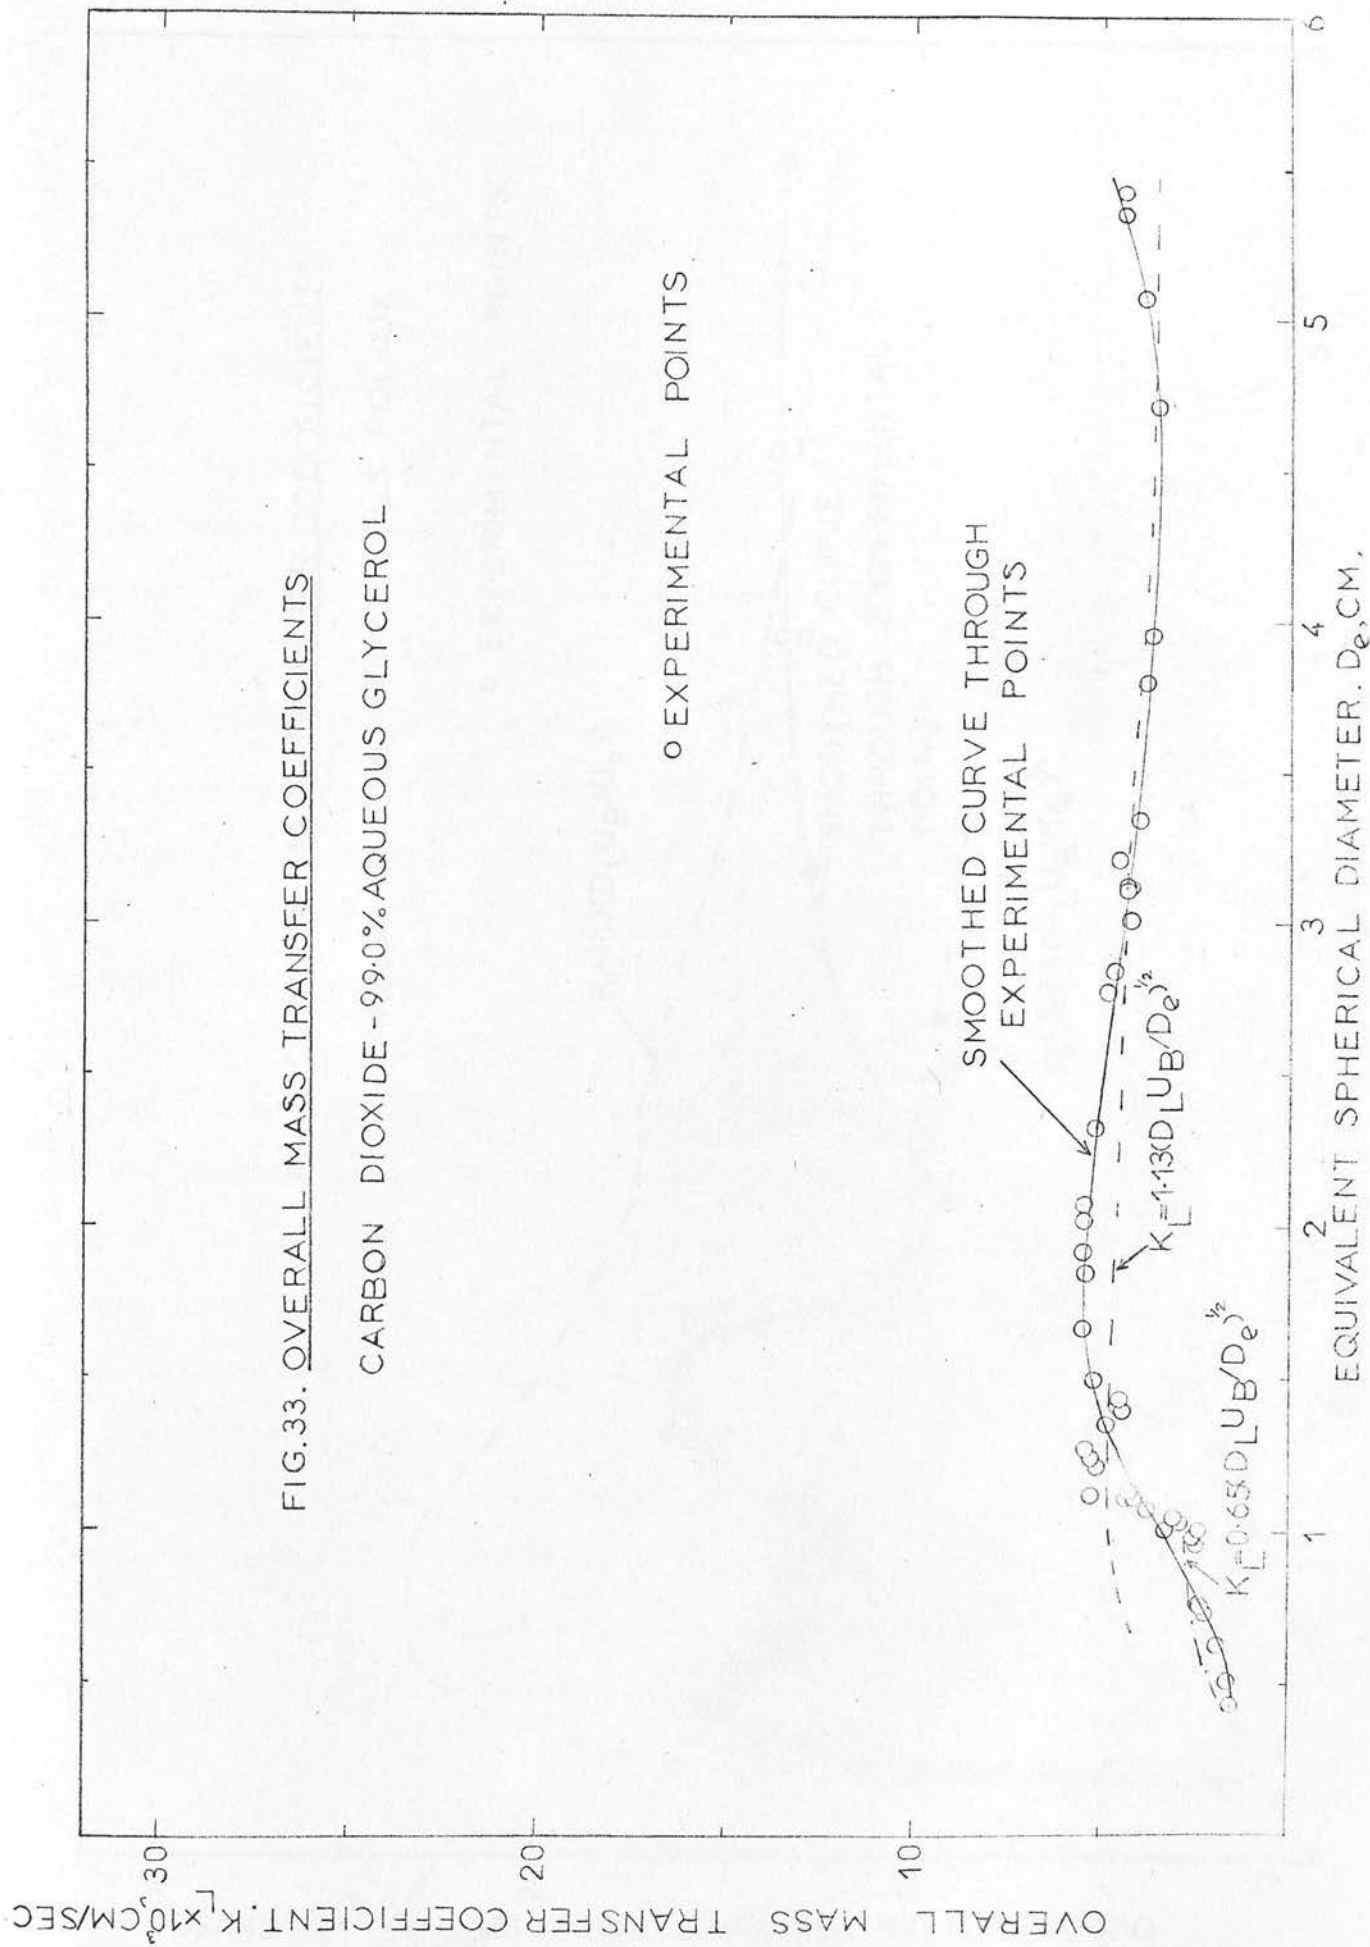 FIG.33. OVERALL MASS TRANSFER COEFFICIENTS
CARBON DIOXIDE-99·0% AQUEOUS GLYCEROL
O EXPERIMENTAL POINTS
SMOOTHED CURVE THROUGH
EXPERIMENTAL POINTS
K_L=1·13(D_L U_B/D_e)^½
K_L=0·65(D_L U_B/D_e)^½
OVERALL MASS TRANSFER COEFFICIENT. K_L×10³,CM/SEC
30
20
10
1
2
3
4
5
6
EQUIVALENT SPHERICAL DIAMETER. D_e,CM.